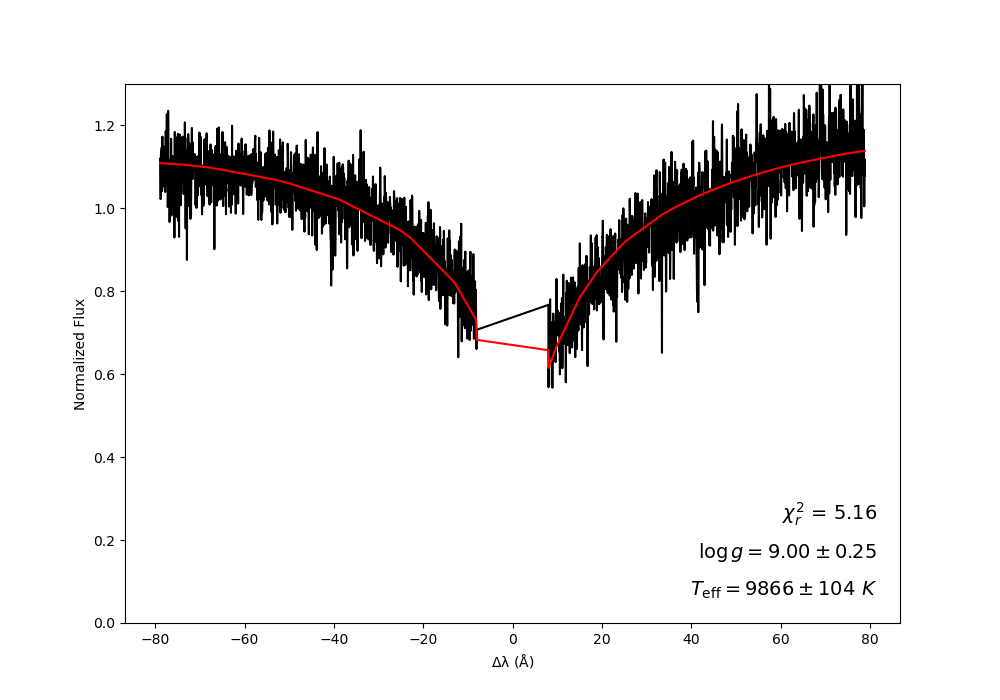 1.2
1.0
0.8
0.6
0.4
0.2
0.0
Normalized Flux
χ²ᵣ = 5.16
log g = 9.00 ± 0.25
T_eff = 9866 ± 104 K
−80 −60 −40 −20 0 20 40 60 80
Δλ (Å)